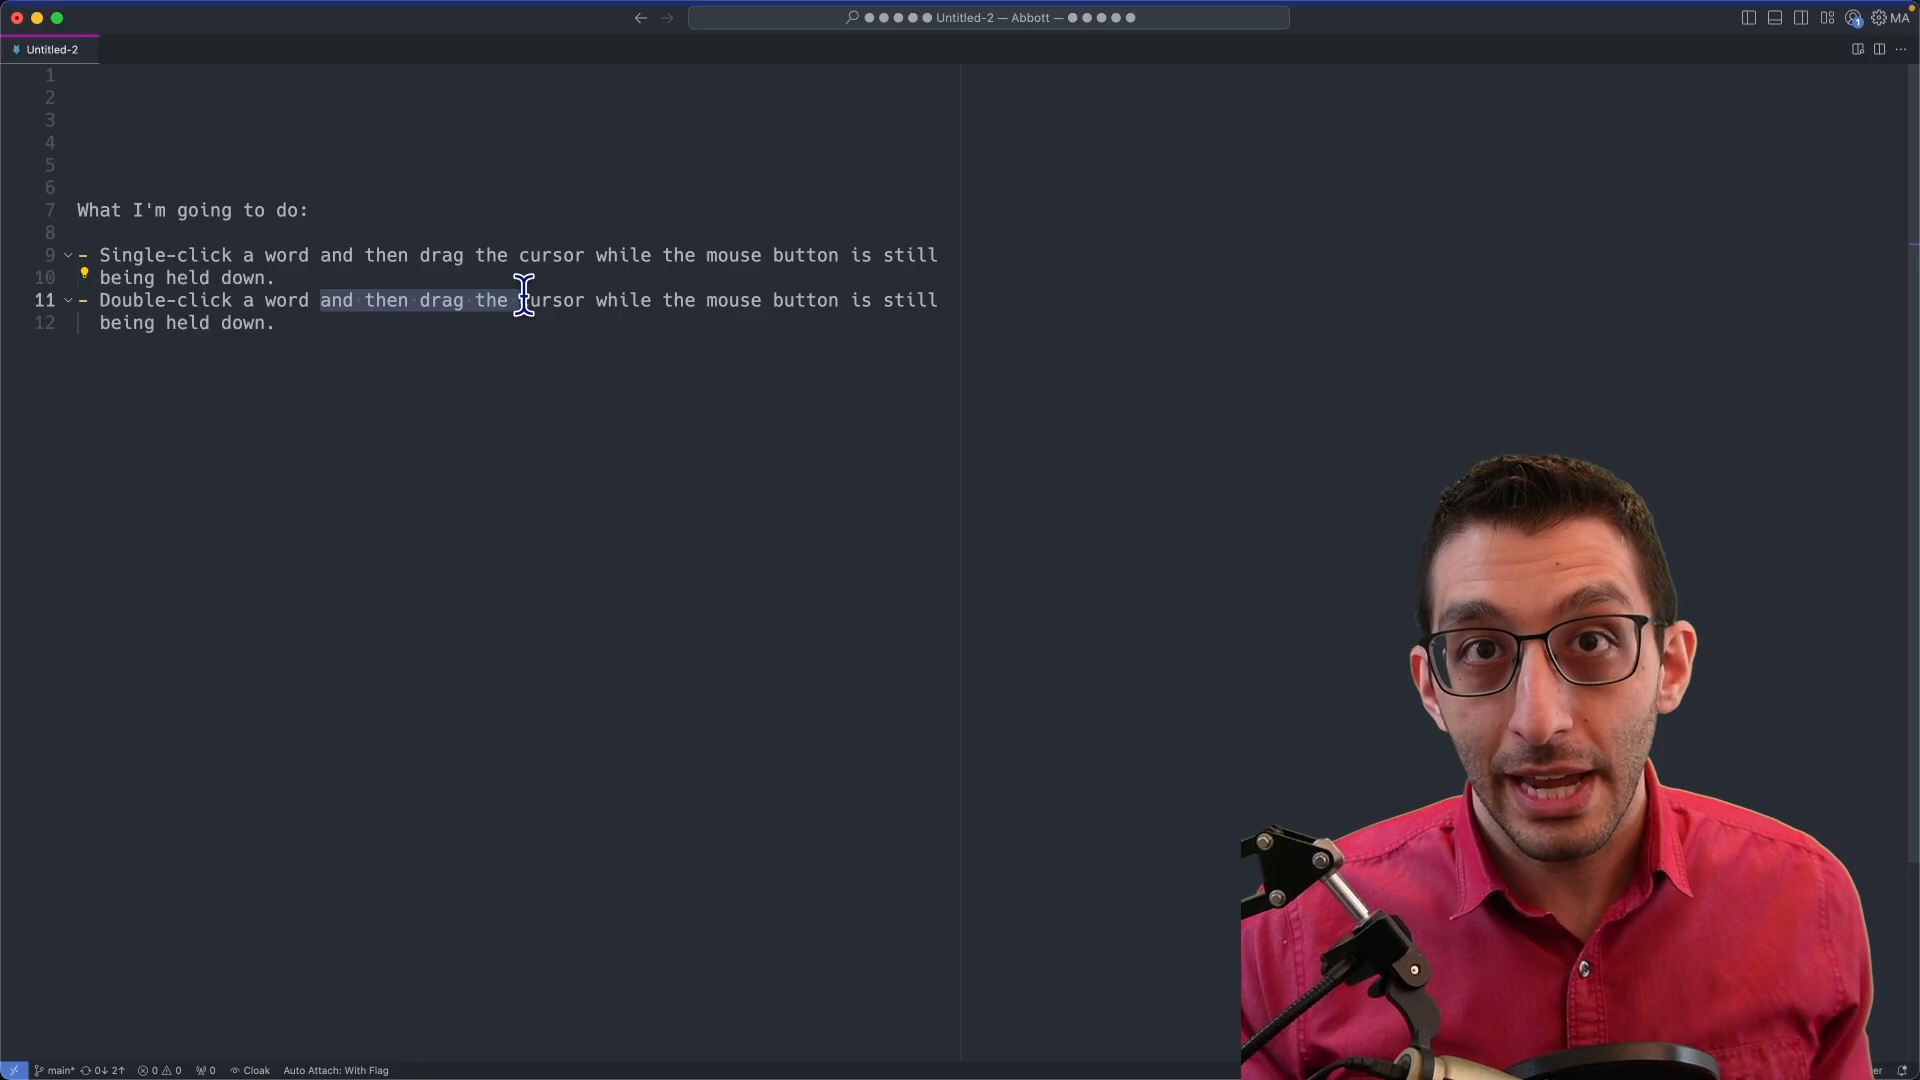 Untitled-2 — Abbott —
MA
Untitled-2
1
2
3
4
5
6
7 What I'm going to do:
8
9 - Single-click a word and then drag the cursor while the mouse button is still
10 being held down.
11 - Double-click a word and then drag the cursor while the mouse button is still
12 being held down.
main* 0↓ 2↑ 0 0 0 Cloak Auto Attach: With Flag